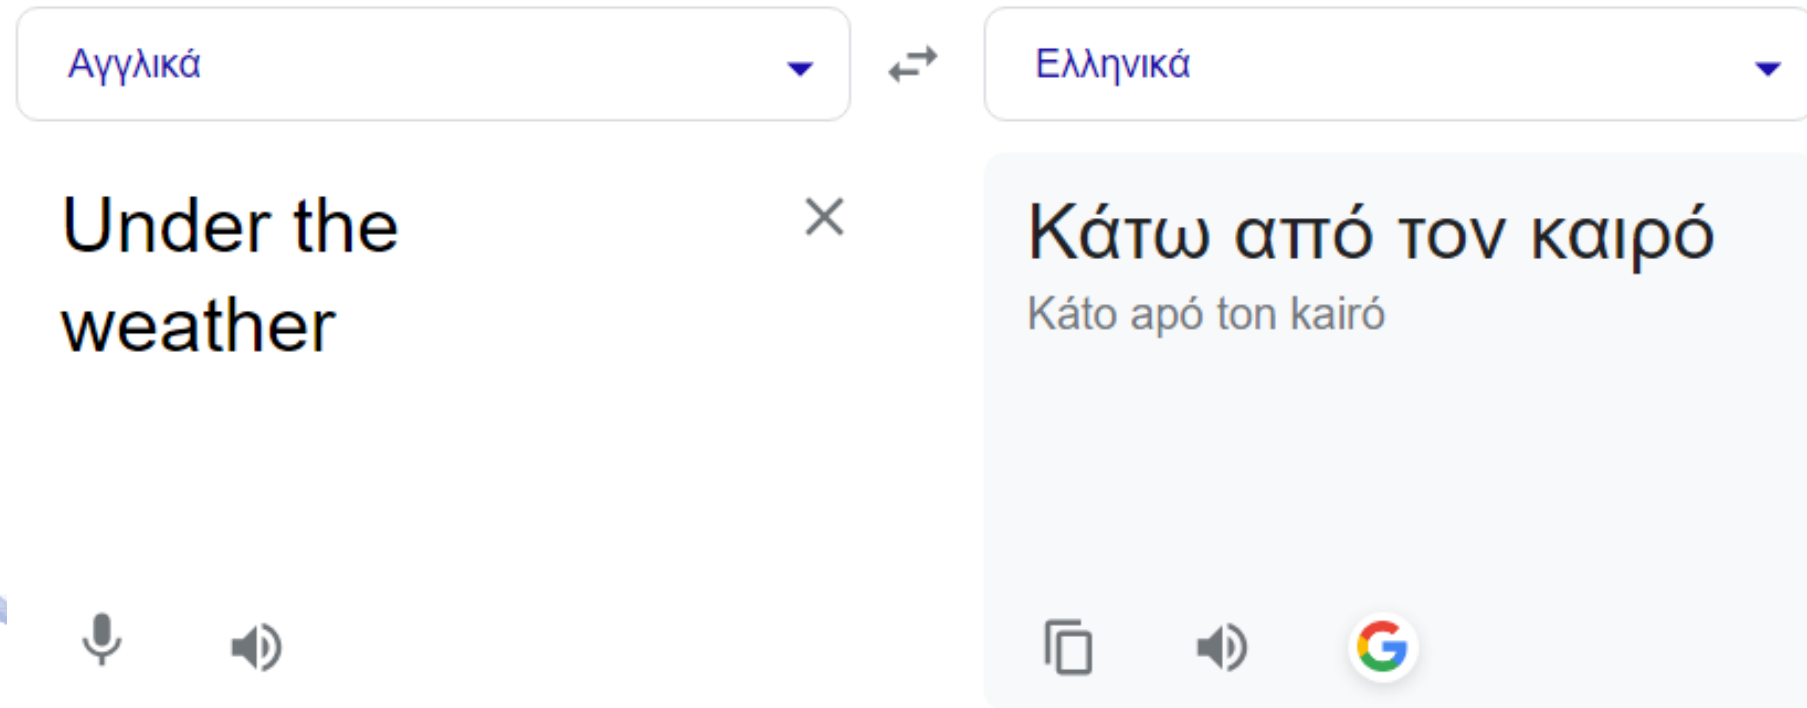 Αγγλικά
Ελληνικά
Under the
weather
Κάτω από τον καιρό
Káto apó ton kairó